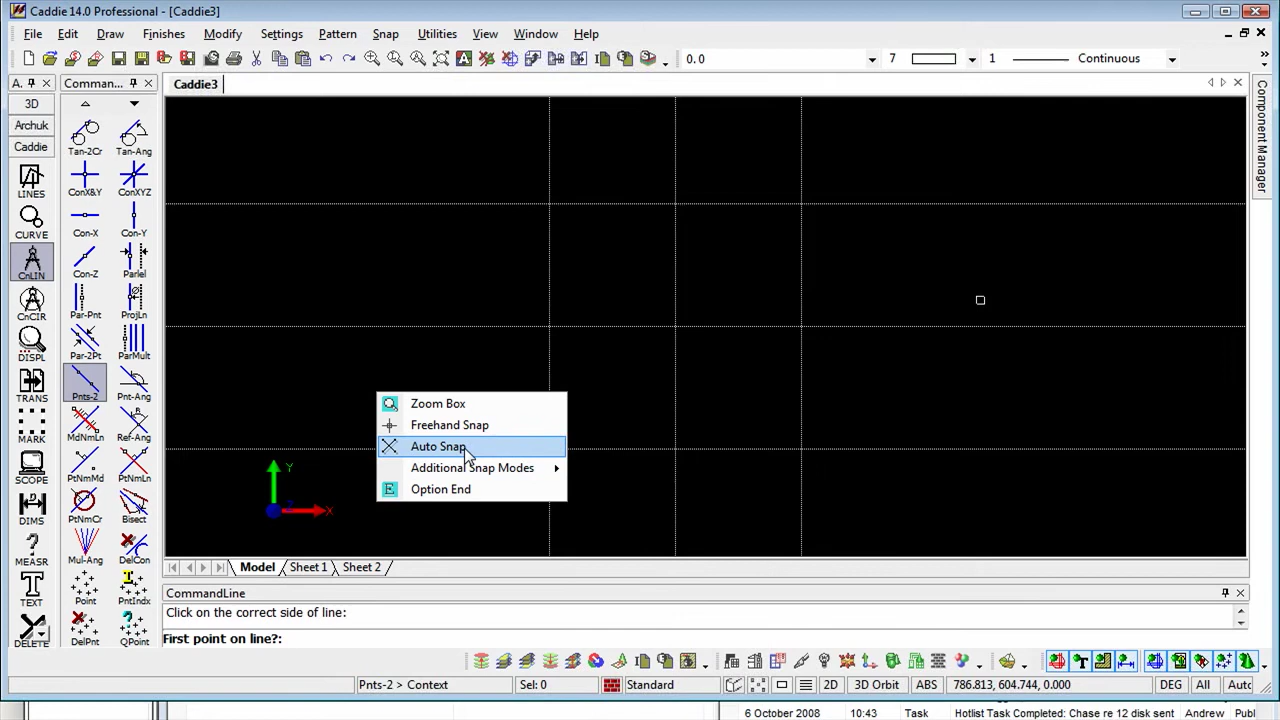 Caddie 14.0 Professional - [Caddie3]
File Edit Draw Finishes Modify Settings Pattern Snap Utilities View Window Help
0.0 7 1 Continuous
A.. Comman... Caddie3
3D
Archuk
Caddie
Component Manager
Tan-2Cr Tan-Ang
LINES ConX&Y ConXYZ
CURVE Con-X Con-Y
CnLIN Con-Z Parlel
CnCIR Par-Pnt ProjLn
DISPL Par-2Pt ParMult
TRANS Pnts-2 Pnt-Ang
MARK MdNmLn Ref-Ang
SCOPE PtNmMd PtNmLn
DIMS PtNmCr Bisect
MEASR Mul-Ang DelCon
TEXT Point PntIndx
DELETE DelPnt QPoint
Zoom Box
Freehand Snap
Auto Snap
Additional Snap Modes
Option End
Y
X
Model Sheet 1 Sheet 2
CommandLine
Click on the correct side of line:
First point on line?:
Pnts-2 > Context Sel: 0 Standard 2D 3D Orbit ABS 786.813, 604.744, 0.000 DEG All Auto
6 October 2008 10:43 Task Hotlist Task Completed: Chase re 12 disk sent Andrew Publ